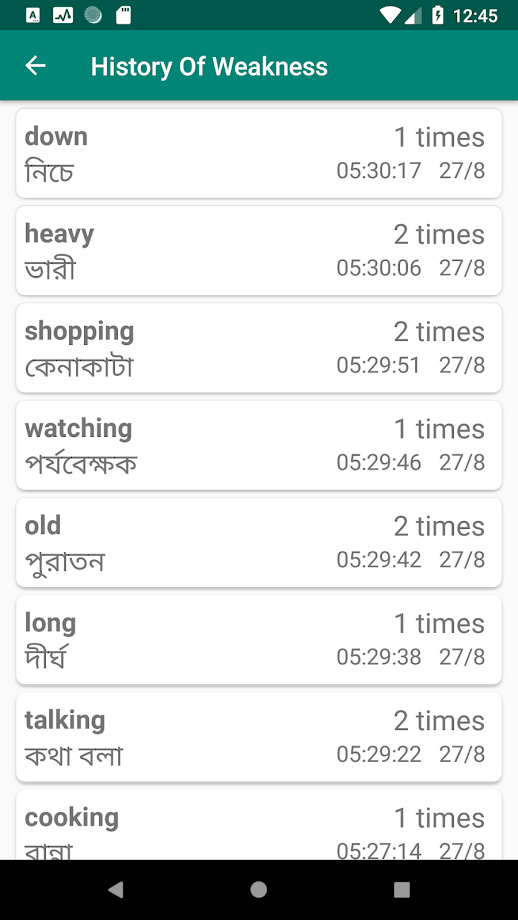 12:45
History Of Weakness
down 1 times
নিচে 05:30:17 27/8
heavy 2 times
ভারী 05:30:06 27/8
shopping 2 times
কেনাকাটা 05:29:51 27/8
watching 1 times
পর্যবেক্ষক 05:29:46 27/8
old 2 times
পুরাতন 05:29:42 27/8
long 1 times
দীর্ঘ 05:29:38 27/8
talking 2 times
কথা বলা 05:29:22 27/8
cooking 1 times
রান্না 05:27:14 27/8